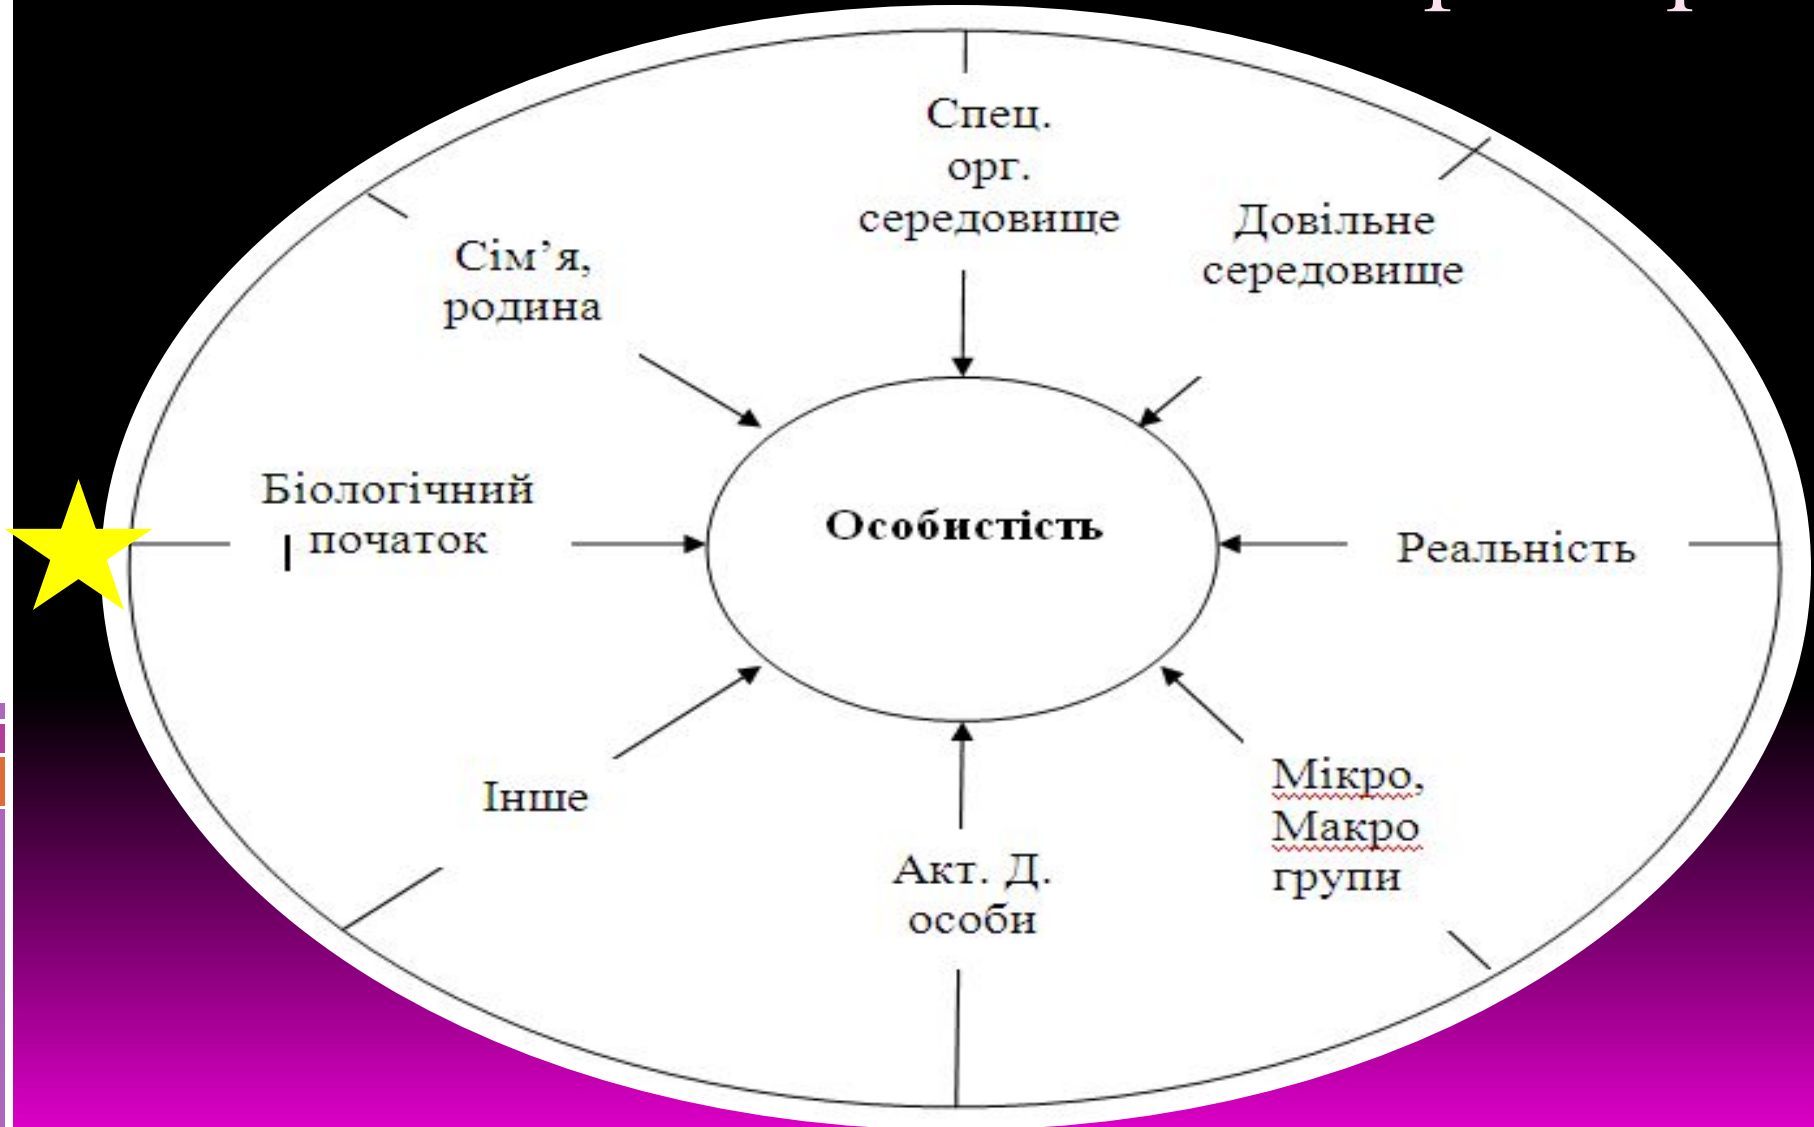 Спец.
орг.
середовище
Довільне
середовище
Сім’я,
родина
Біологічний
початок
Особистість
Реальність
Інше
Мікро,
Макро
групи
Акт. Д.
особи